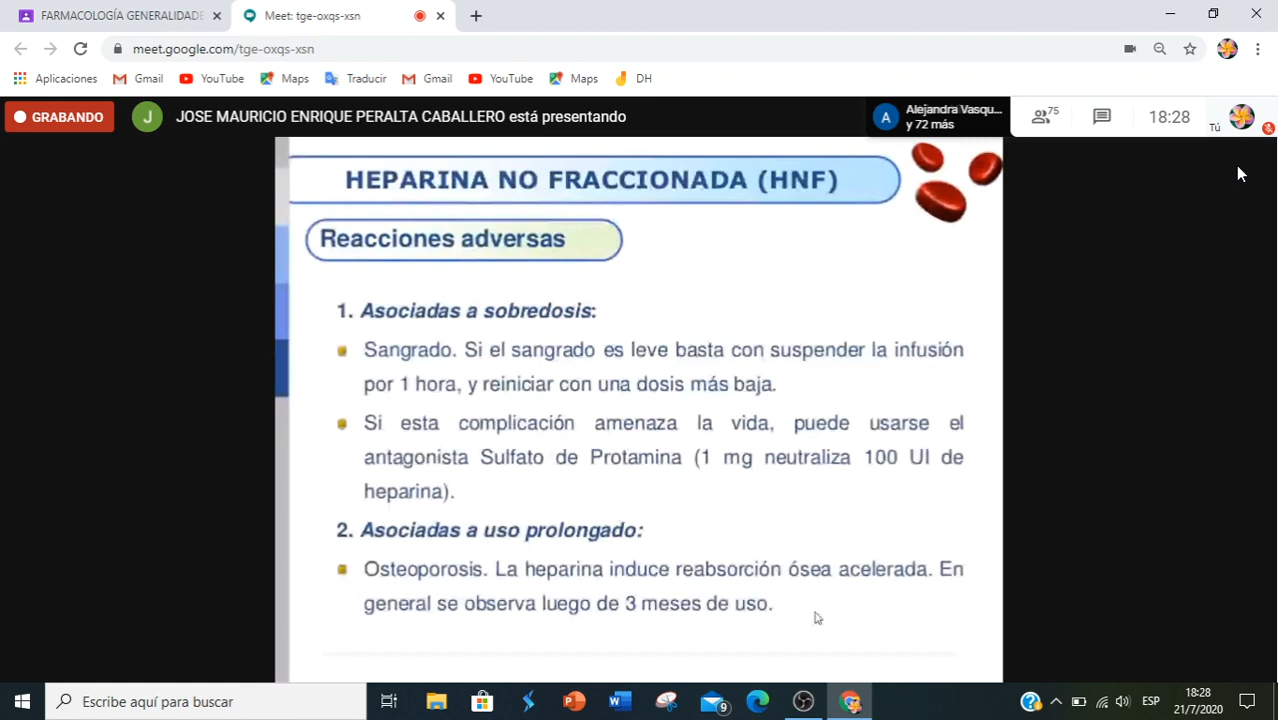 FARMACOLOGÍA GENERALIDADE
Meet: tge-oxqs-xsn
meet.google.com/tge-oxqs-xsn
Aplicaciones Gmail YouTube Maps Traducir Gmail YouTube Maps DH
GRABANDO
J JOSE MAURICIO ENRIQUE PERALTA CABALLERO está presentando
A Alejandra Vasqu...
y 72 más
75
18:28
Tú
HEPARINA NO FRACCIONADA (HNF)
Reacciones adversas
1. Asociadas a sobredosis:
Sangrado. Si el sangrado es leve basta con suspender la infusión
por 1 hora, y reiniciar con una dosis más baja.
Si esta complicación amenaza la vida, puede usarse el
antagonista Sulfato de Protamina (1 mg neutraliza 100 UI de
heparina).
2. Asociadas a uso prolongado:
Osteoporosis. La heparina induce reabsorción ósea acelerada. En
general se observa luego de 3 meses de uso.
Escribe aquí para buscar
9
ESP
18:28
21/7/2020